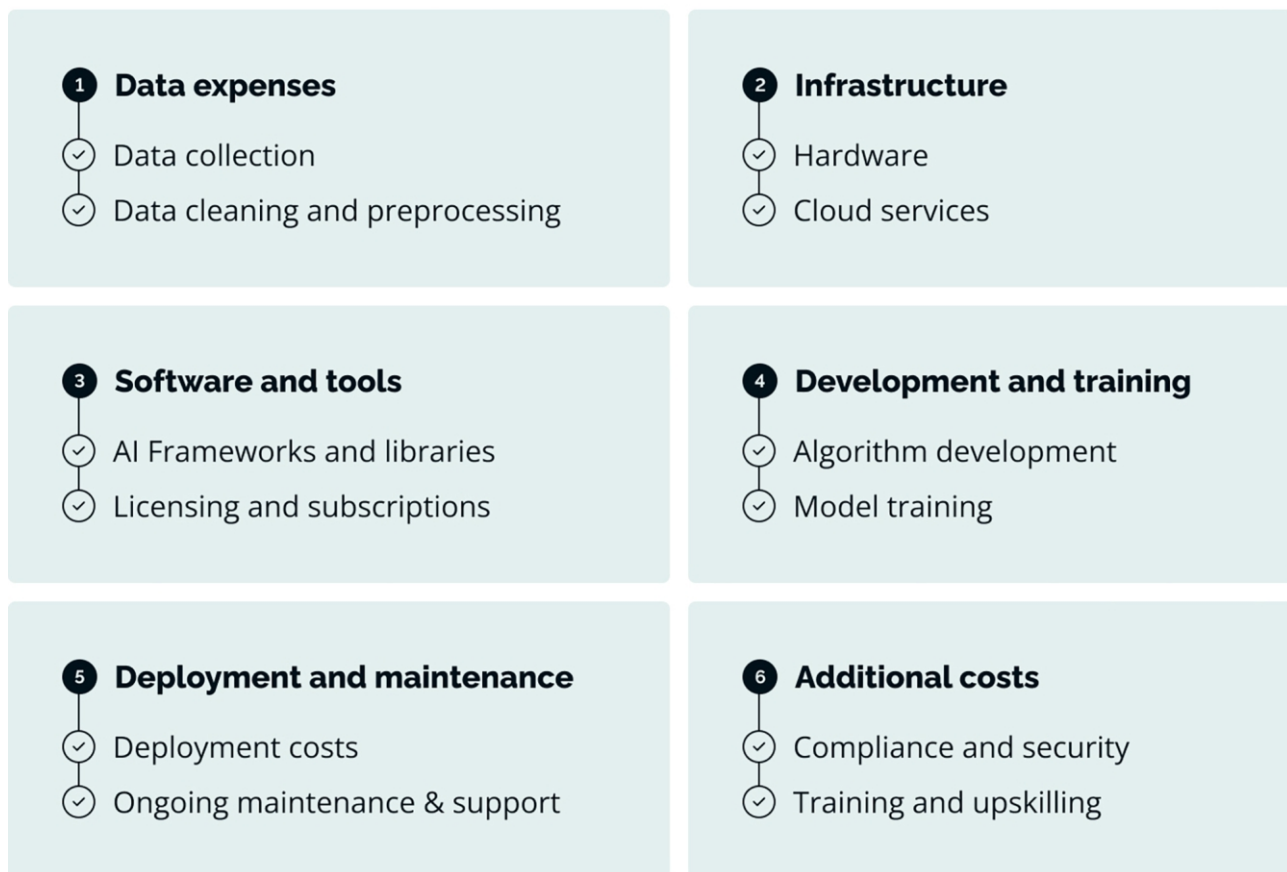 1 Data expenses
Data collection
Data cleaning and preprocessing
2 Infrastructure
Hardware
Cloud services
3 Software and tools
AI Frameworks and libraries
Licensing and subscriptions
4 Development and training
Algorithm development
Model training
5 Deployment and maintenance
Deployment costs
Ongoing maintenance & support
6 Additional costs
Compliance and security
Training and upskilling